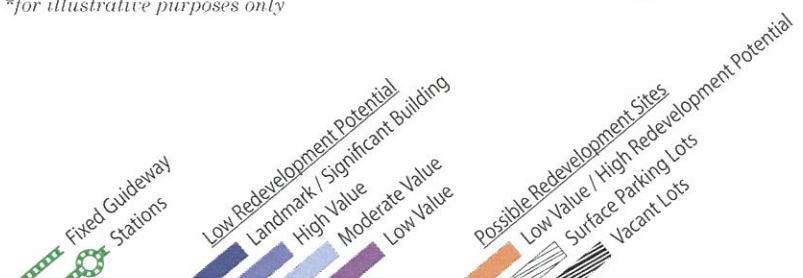 *for illustrative purposes only
Fixed Guideway
Stations
Low Redevelopment Potential
Landmark / Significant Building
High Value
Moderate Value
Low Value
Possible Redevelopment Sites
Low Value / High Redevelopment Potential
Surface Parking Lots
Vacant Lots